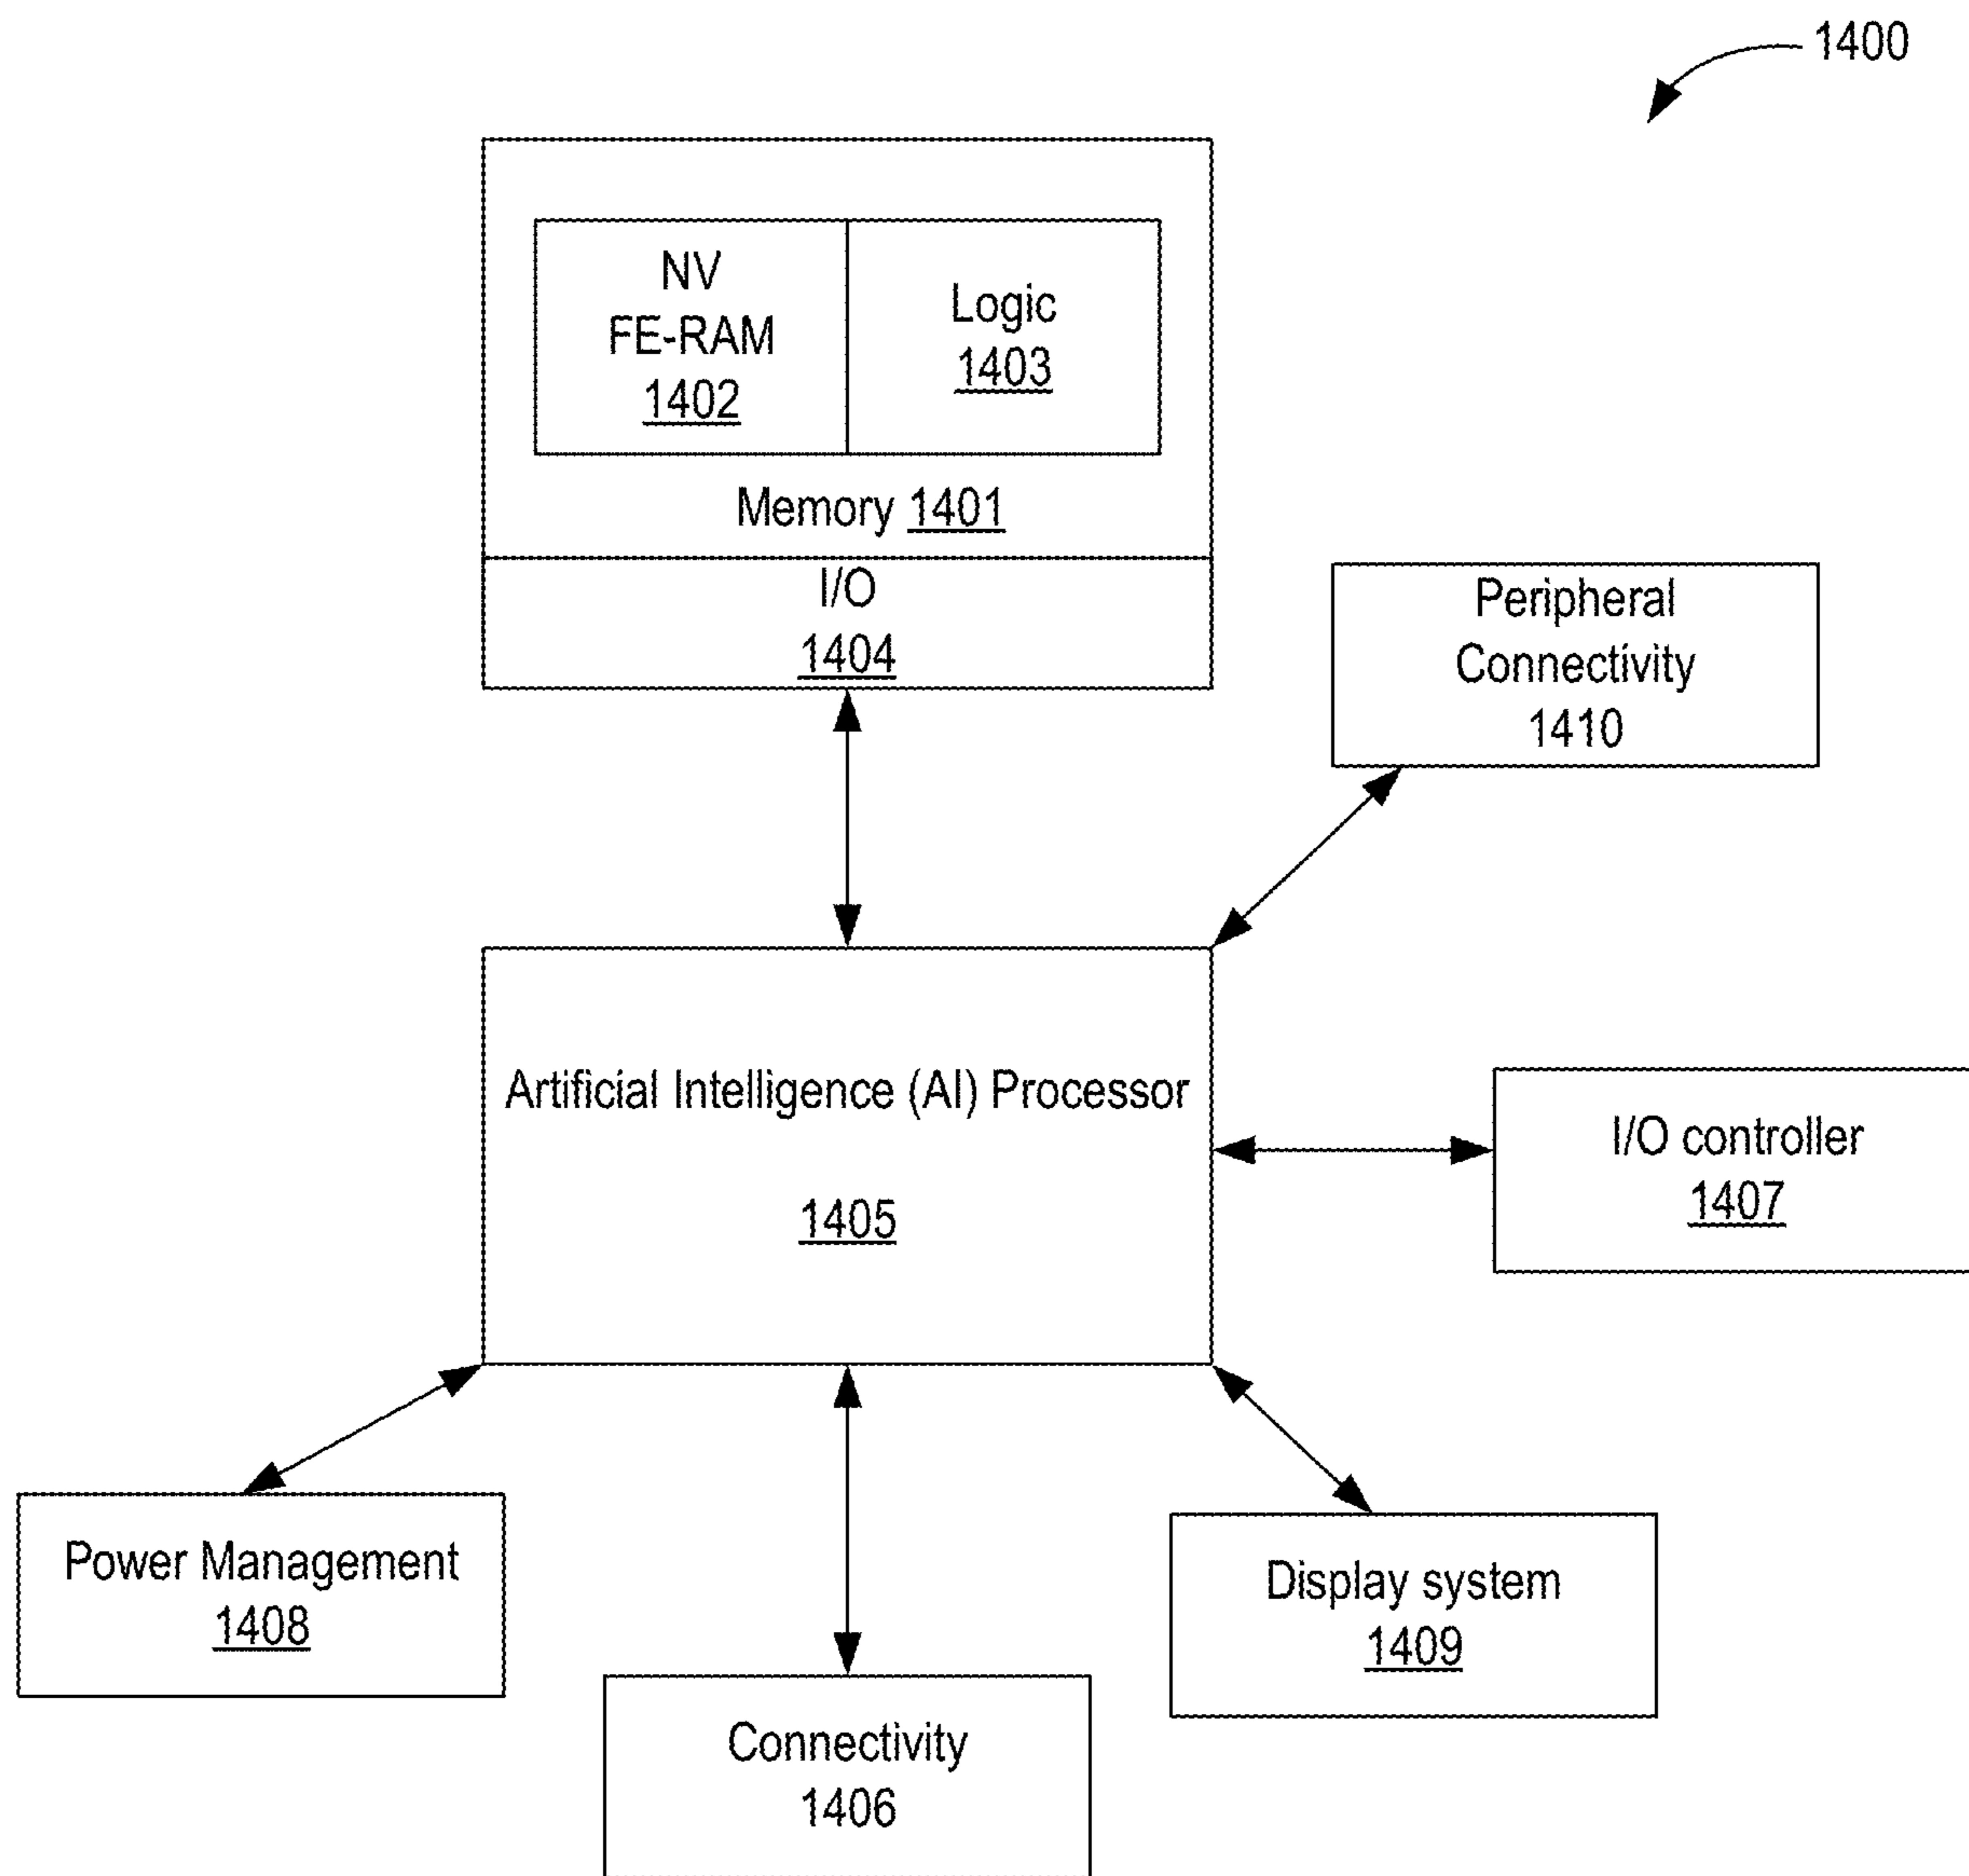 1400
NV
FE-RAM
1402
Logic
1403
Memory 1401
I/O
1404
Peripheral
Connectivity
1410
Artificial Intelligence (AI) Processor
1405
I/O controller
1407
Power Management
1408
Display system
1409
Connectivity
1406